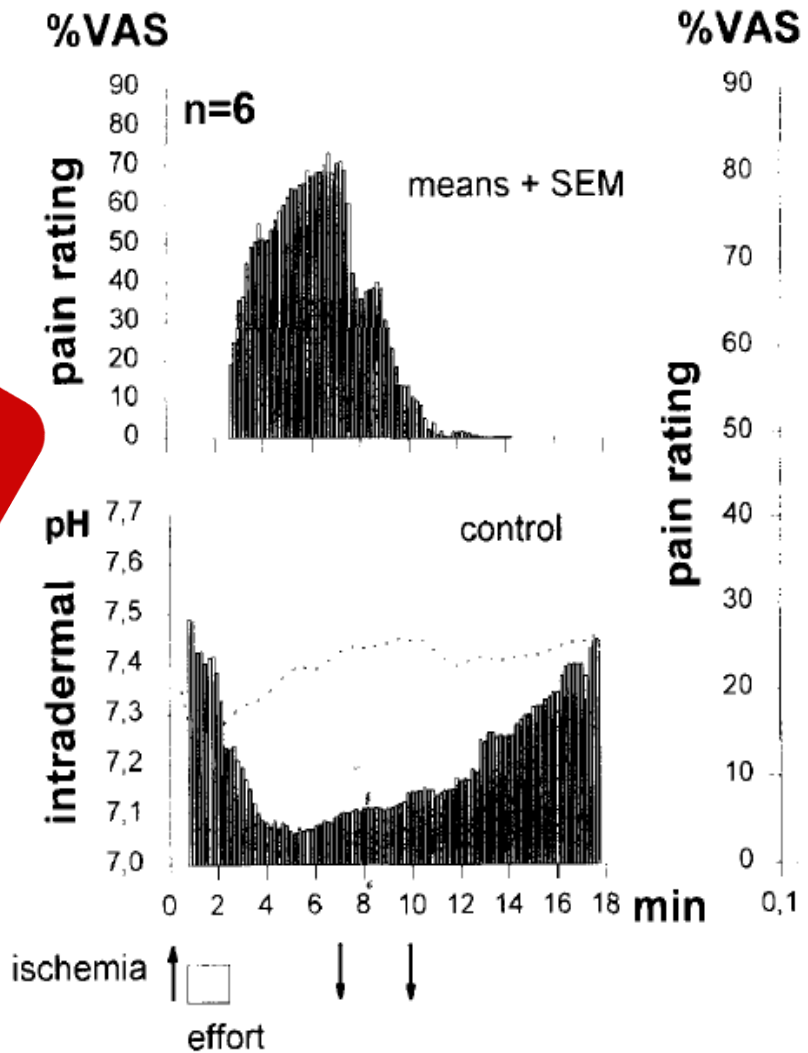 %VAS
90
80
70
60
50
40
30
20
10
0
pain rating
n=6
means + SEM
pH
intradermal
7,7
7,6
7,5
7,4
7,3
7,2
7,1
7,0
control
0 2 4 6 8 10 12 14 16 18 min
ischemia
effort
%VAS
90
80
70
60
50
40
30
20
10
0
pain rating
0,1